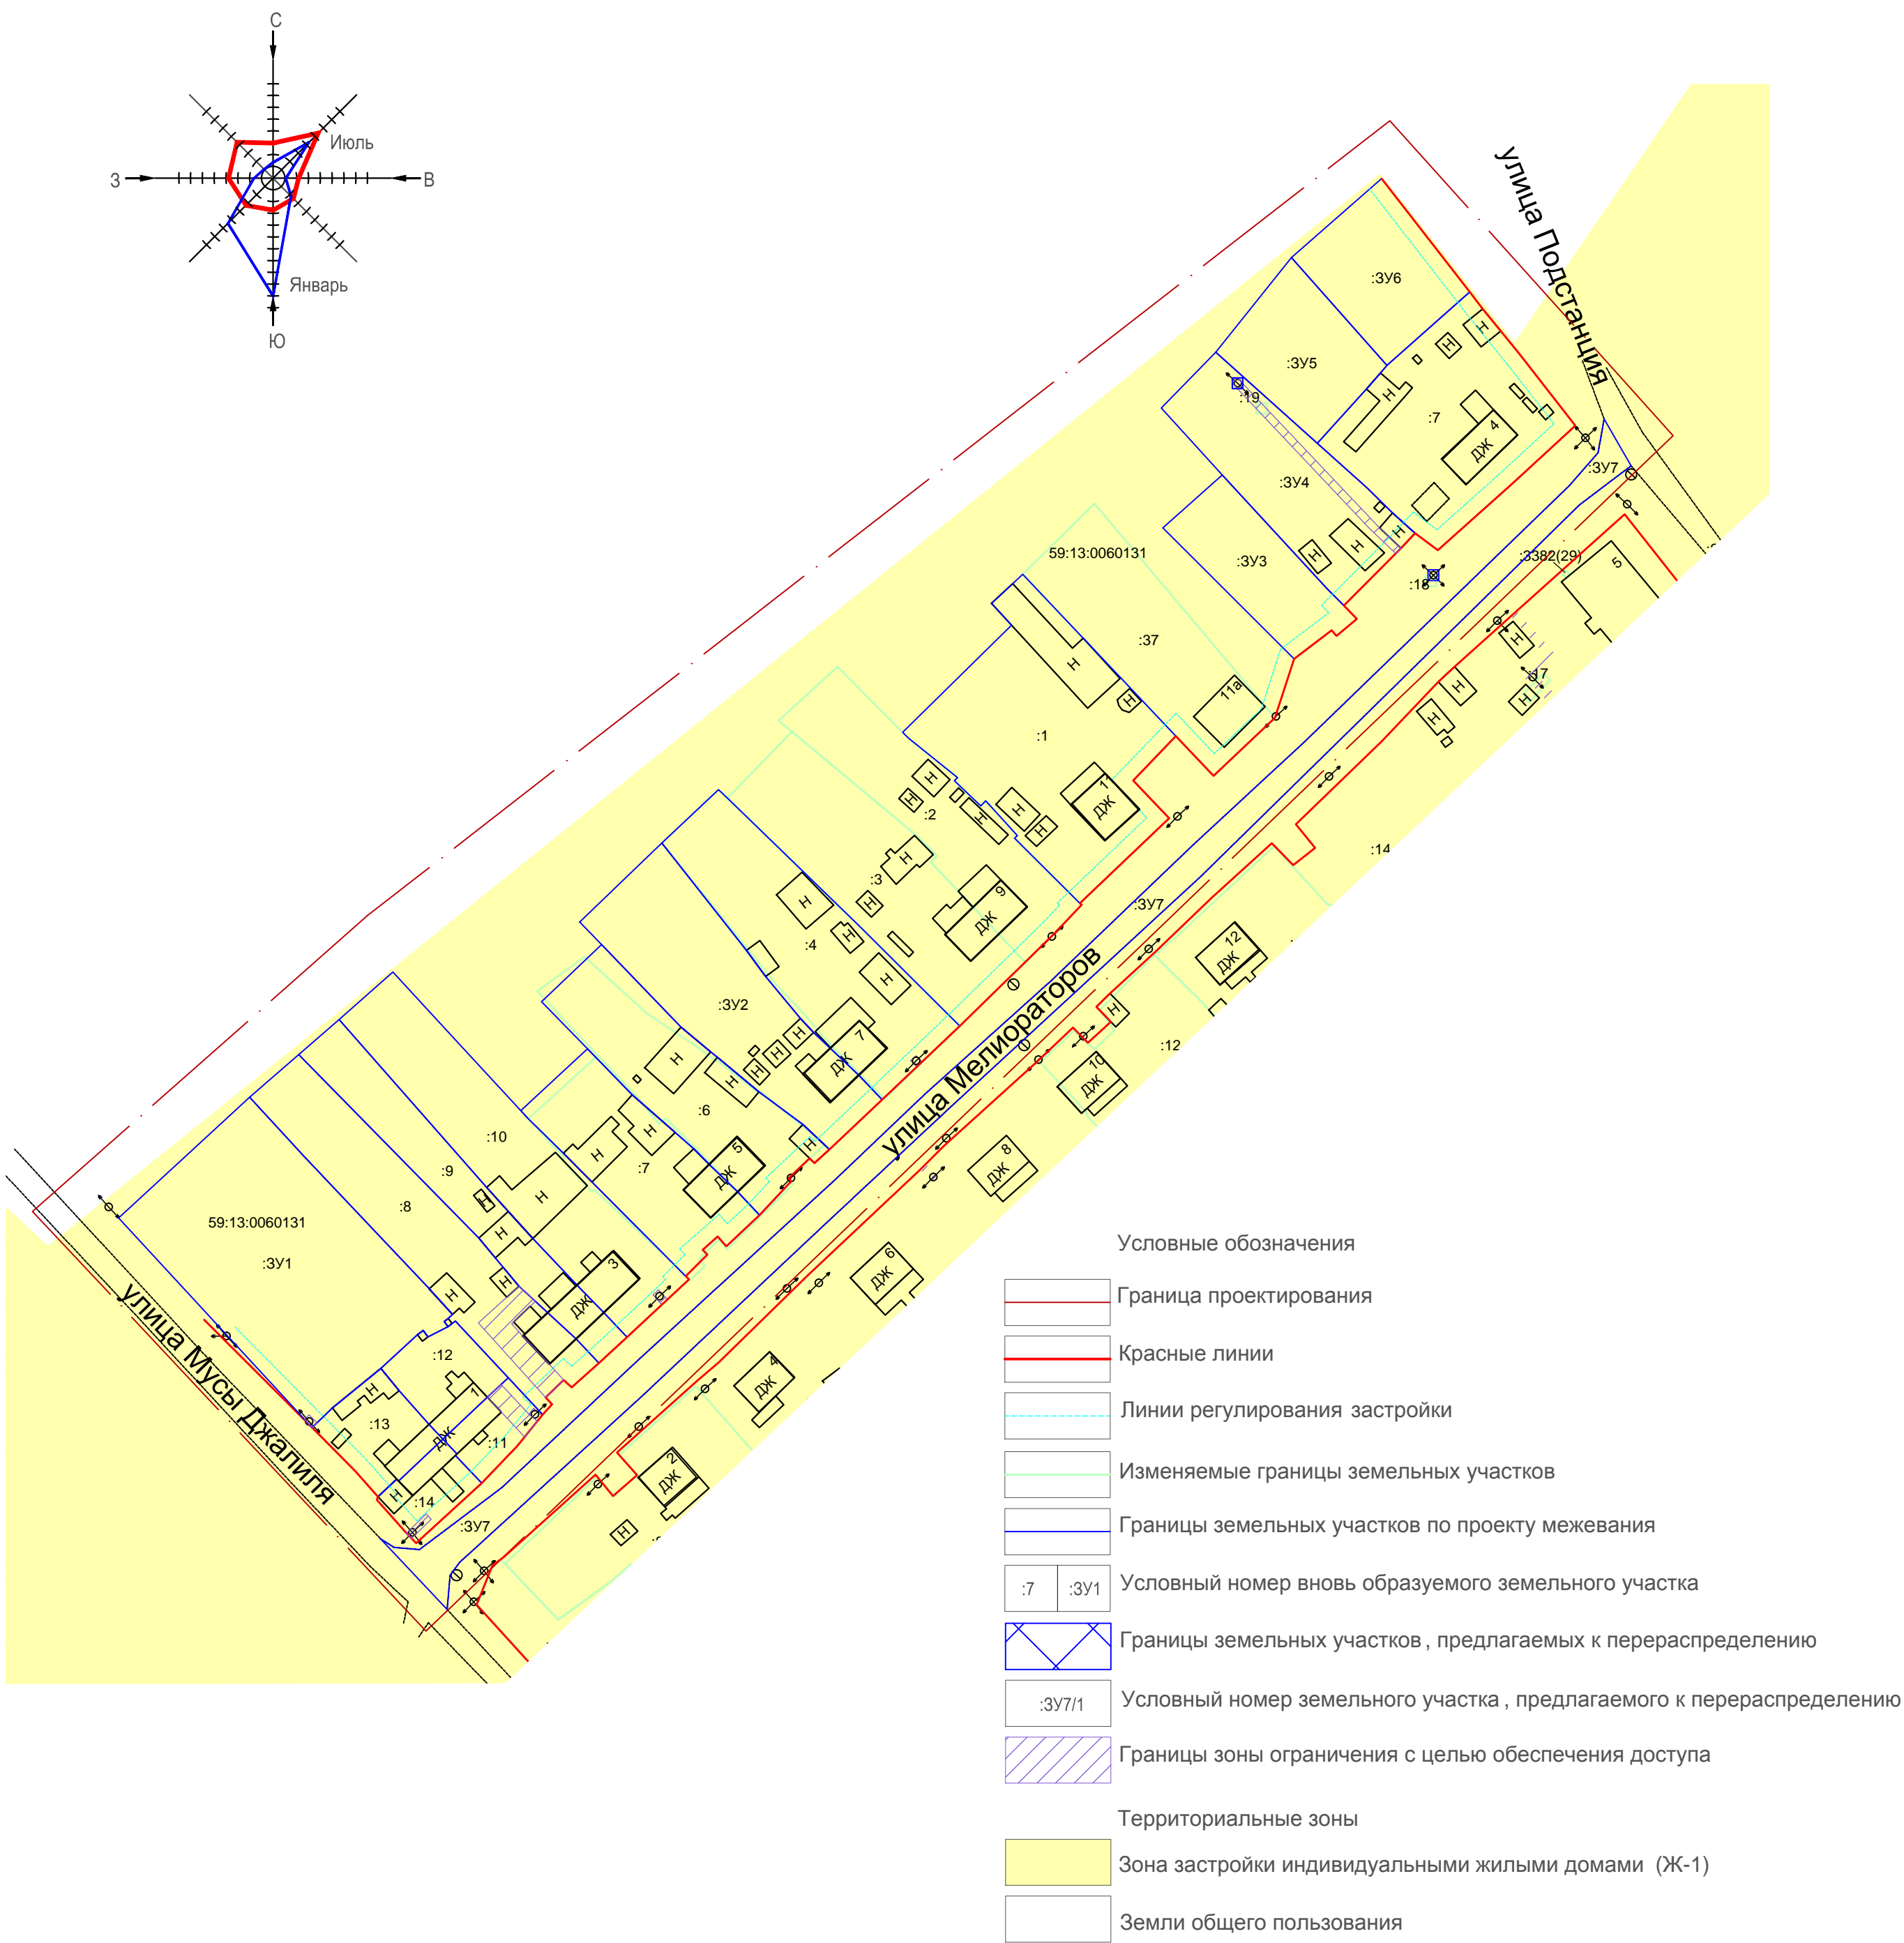 С
Июль
З
В
Январь
Ю
улица Подстанция
:ЗУ6
Н
Н
:ЗУ5
:19
Н
:7
4
ДЖ
:ЗУ7
:ЗУ4
Н
Н
Н
59:13:0060131
:ЗУ3
:3382(29)
5
:18
:37
Н
Н
:17
Н
Н
Н
Н
11а
:1
Н
11
ДЖ
Н
:2
Н
Н
Н
:14
Н
:3
Н
9
ДЖ
:ЗУ7
Н
Н
:4
12
ДЖ
Н
улица Мелиораторов
:ЗУ2
Н
7
ДЖ
Н
Н
Н
Н
Н
:12
10
ДЖ
:6
:10
Н
Н
:7
5
ДЖ
Н
8
ДЖ
:9
Н
Н
:8
59:13:0060131
:ЗУ1
Н
Н
Н
3
ДЖ
6
ДЖ
улица Мусы Джалиля
:12
Н
1
ДЖ
:13
:11
4
ДЖ
Н
:14
2
ДЖ
:ЗУ7
Н
Условные обозначения
Граница проектирования
Красные линии
Линии регулирования застройки
Изменяемые границы земельных участков
Границы земельных участков по проекту межевания
:7 :ЗУ1 Условный номер вновь образуемого земельного участка
Границы земельных участков, предлагаемых к перераспределению
:ЗУ7/1 Условный номер земельного участка, предлагаемого к перераспределению
Границы зоны ограничения с целью обеспечения доступа
Территориальные зоны
Зона застройки индивидуальными жилыми домами (Ж-1)
Земли общего пользования